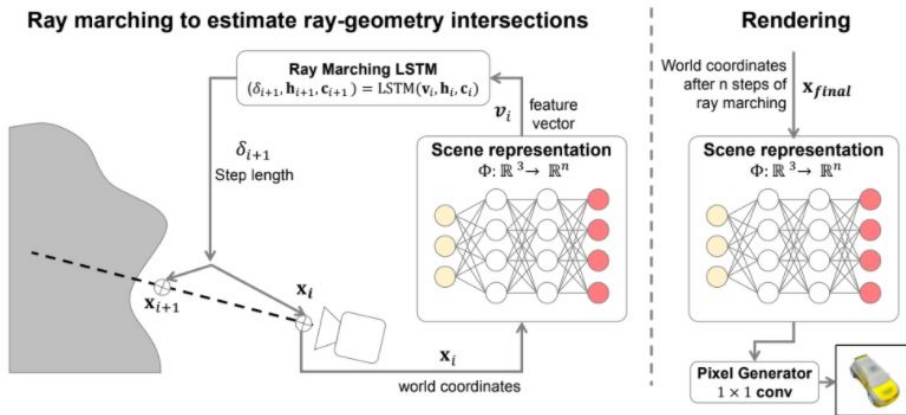 Ray marching to estimate ray-geometry intersections
Ray Marching LSTM
(δᵢ₊₁, 𝐡ᵢ₊₁, 𝐜ᵢ₊₁) = LSTM(𝐯ᵢ, 𝐡ᵢ, 𝐜ᵢ)
δᵢ₊₁
Step length
𝒗ᵢ
feature
vector
Scene representation
Φ: ℝ³ → ℝⁿ
𝐱ᵢ₊₁
𝐱ᵢ
𝐱ᵢ
world coordinates
Rendering
World coordinates
after n steps of
ray marching
𝐱_final
Scene representation
Φ: ℝ³ → ℝⁿ
Pixel Generator
1 × 1 conv